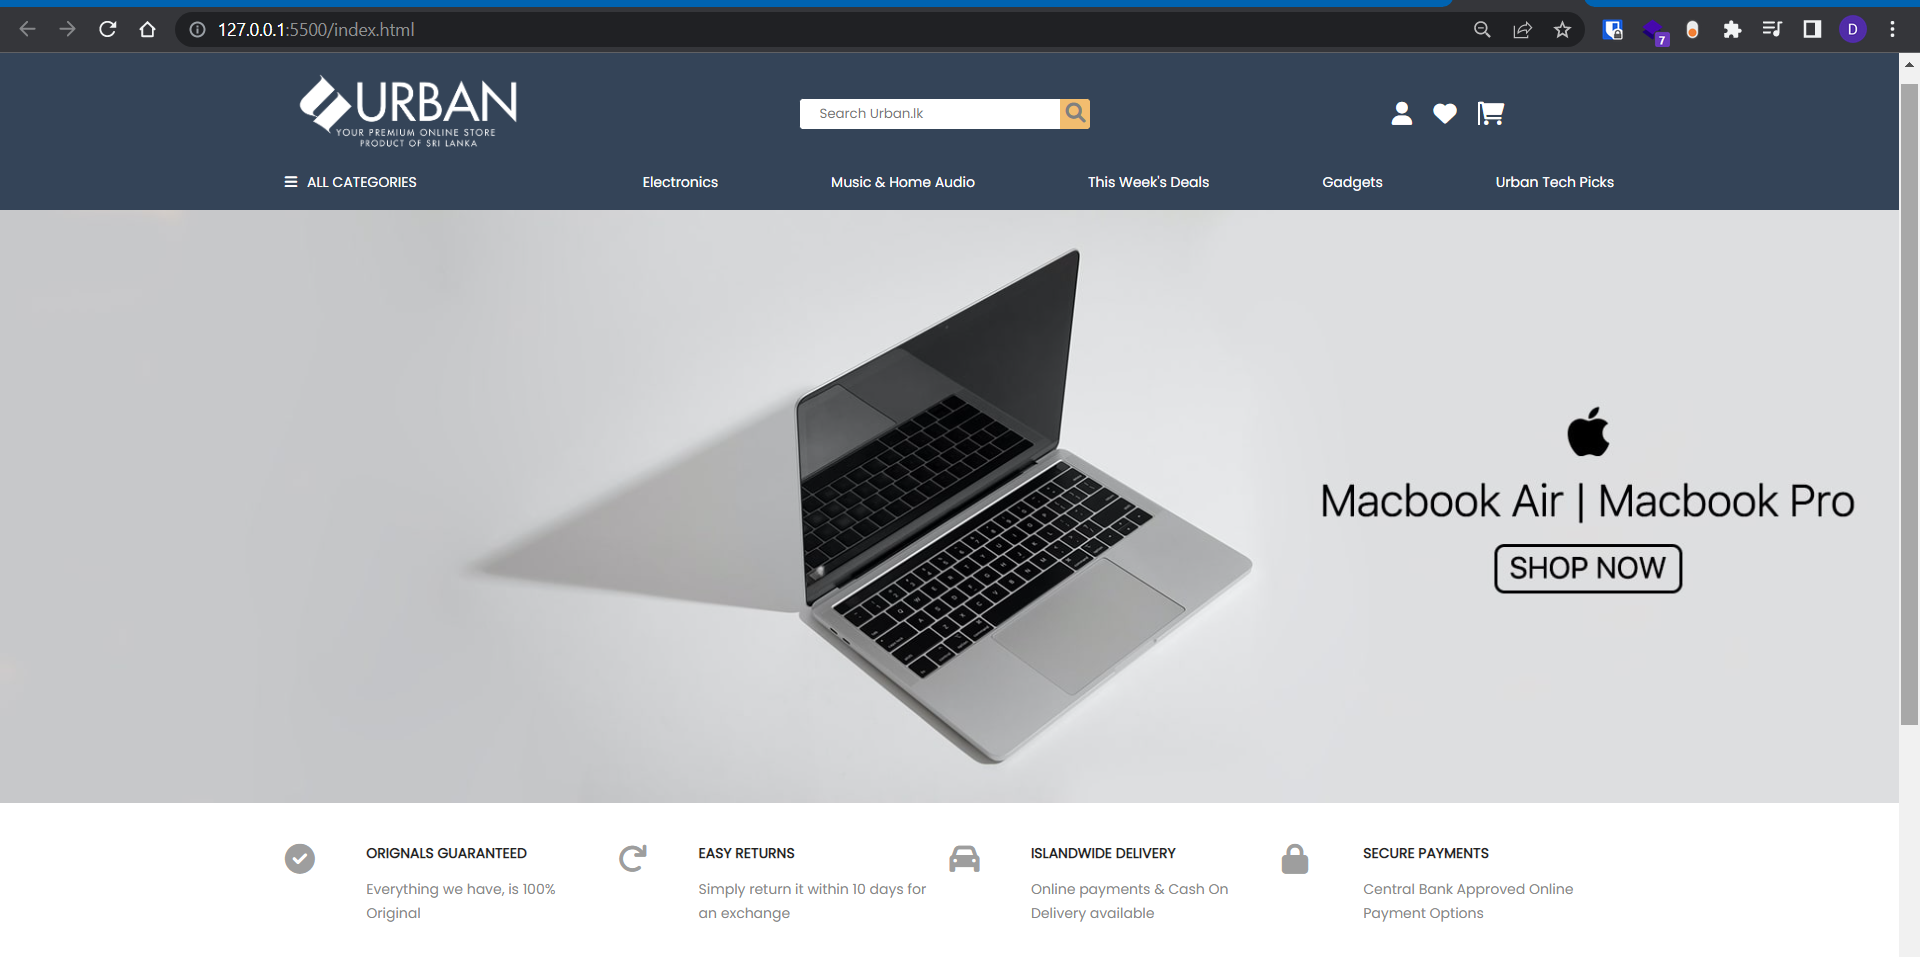 127.0.0.1:5500/index.html
7
D
URBAN
YOUR PREMIUM ONLINE STORE
PRODUCT OF SRI LANKA
Search Urban.lk
ALL CATEGORIES
Electronics
Music & Home Audio
This Week's Deals
Gadgets
Urban Tech Picks
Macbook Air | Macbook Pro
SHOP NOW
ORIGNALS GUARANTEED
Everything we have, is 100%
Original
EASY RETURNS
Simply return it within 10 days for
an exchange
ISLANDWIDE DELIVERY
Online payments & Cash On
Delivery available
SECURE PAYMENTS
Central Bank Approved Online
Payment Options